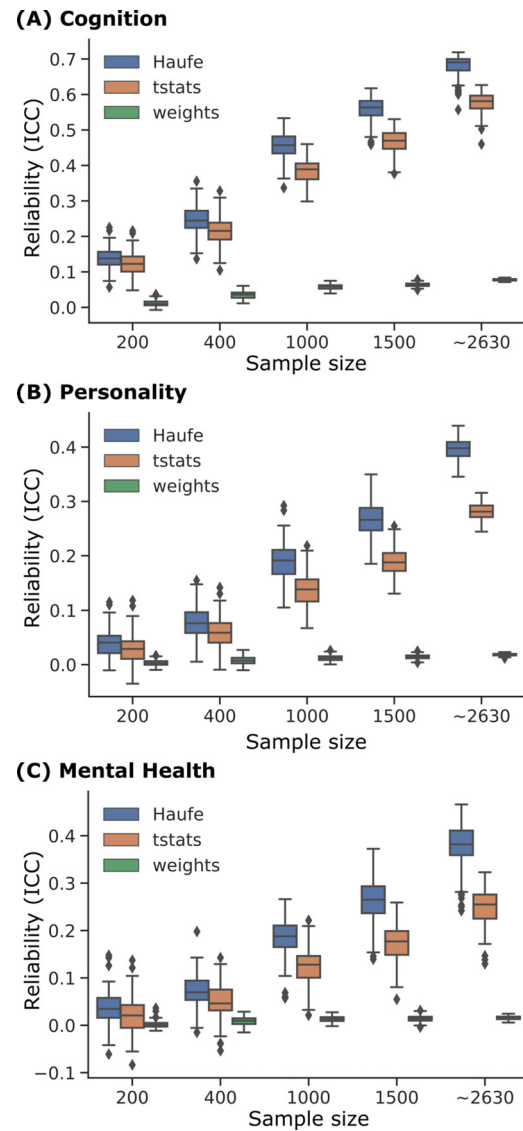 (A) Cognition
Reliability (ICC)
0.7
0.6
0.5
0.4
0.3
0.2
0.1
0.0
Haufe
tstats
weights
200 400 1000 1500 ~2630
Sample size
(B) Personality
Reliability (ICC)
0.4
0.3
0.2
0.1
0.0
Haufe
tstats
weights
200 400 1000 1500 ~2630
Sample size
(C) Mental Health
Reliability (ICC)
0.4
0.3
0.2
0.1
0.0
−0.1
Haufe
tstats
weights
200 400 1000 1500 ~2630
Sample size